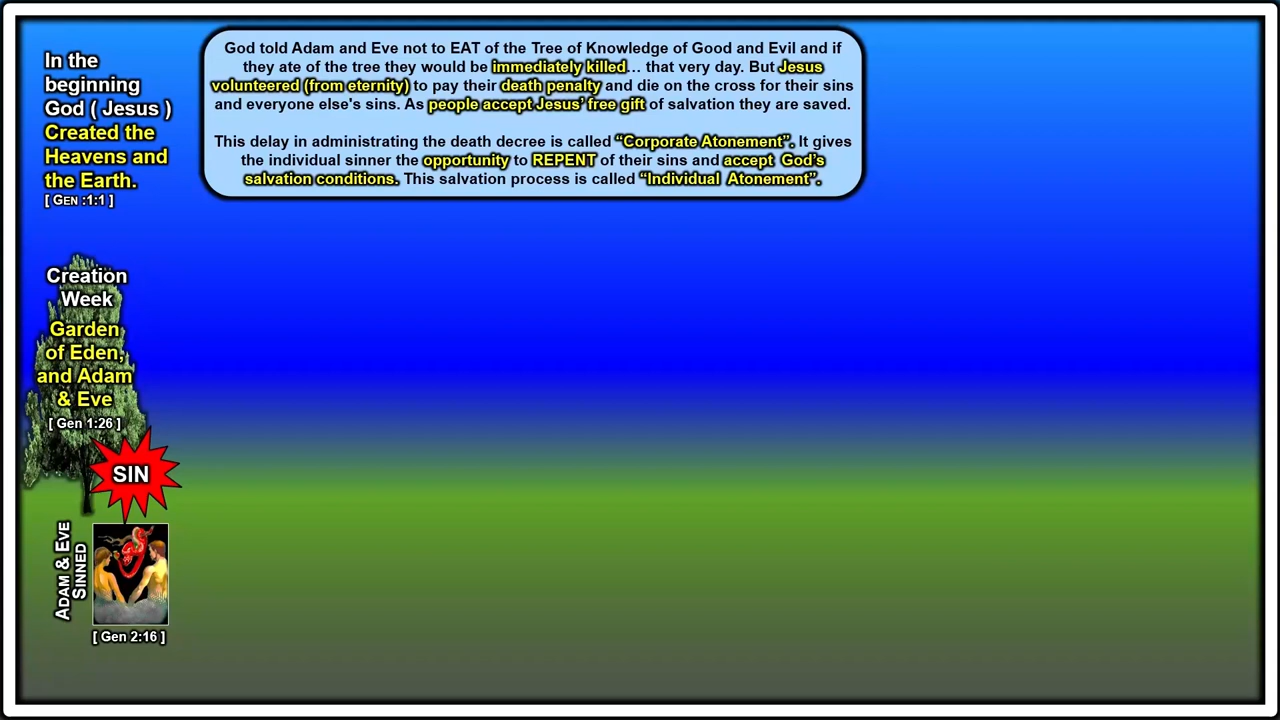 In the
beginning
God ( Jesus )
Created the
Heavens and
the Earth.
[ GEN :1:1 ]
God told Adam and Eve not to EAT of the Tree of Knowledge of Good and Evil and if
they ate of the tree they would be immediately killed… that very day. But Jesus
volunteered (from eternity) to pay their death penalty and die on the cross for their sins
and everyone else's sins. As people accept Jesus’ free gift of salvation they are saved.
This delay in administrating the death decree is called “Corporate Atonement”. It gives
the individual sinner the opportunity to REPENT of their sins and accept God’s
salvation conditions. This salvation process is called “Individual Atonement”.
Creation
Week
Garden
of Eden,
and Adam
& Eve
[ Gen 1:26 ]
SIN
ADAM & EVE
SINNED
[ Gen 2:16 ]